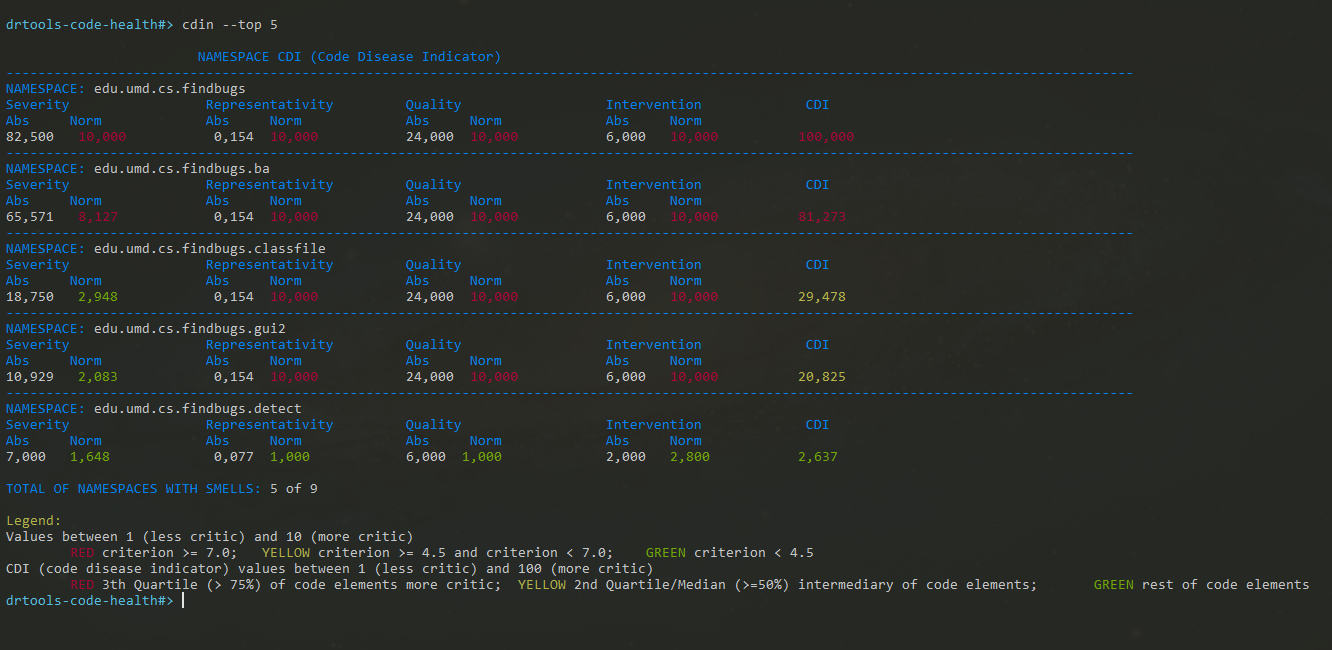 drtools-code-health#> cdin --top 5
NAMESPACE CDI (Code Disease Indicator)
--------------------------------------------------------------------------------------------------------------------------------------------
NAMESPACE: edu.umd.cs.findbugs
Severity Representativity Quality Intervention CDI
Abs Norm Abs Norm Abs Norm Abs Norm
82,500 10,000 0,154 10,000 24,000 10,000 6,000 10,000 100,000
--------------------------------------------------------------------------------------------------------------------------------------------
NAMESPACE: edu.umd.cs.findbugs.ba
Severity Representativity Quality Intervention CDI
Abs Norm Abs Norm Abs Norm Abs Norm
65,571 8,127 0,154 10,000 24,000 10,000 6,000 10,000 81,273
--------------------------------------------------------------------------------------------------------------------------------------------
NAMESPACE: edu.umd.cs.findbugs.classfile
Severity Representativity Quality Intervention CDI
Abs Norm Abs Norm Abs Norm Abs Norm
18,750 2,948 0,154 10,000 24,000 10,000 6,000 10,000 29,478
--------------------------------------------------------------------------------------------------------------------------------------------
NAMESPACE: edu.umd.cs.findbugs.gui2
Severity Representativity Quality Intervention CDI
Abs Norm Abs Norm Abs Norm Abs Norm
10,929 2,083 0,154 10,000 24,000 10,000 6,000 10,000 20,825
--------------------------------------------------------------------------------------------------------------------------------------------
NAMESPACE: edu.umd.cs.findbugs.detect
Severity Representativity Quality Intervention CDI
Abs Norm Abs Norm Abs Norm Abs Norm
7,000 1,648 0,077 1,000 6,000 1,000 2,000 2,800 2,637
TOTAL OF NAMESPACES WITH SMELLS: 5 of 9
Legend:
Values between 1 (less critic) and 10 (more critic)
RED criterion >= 7.0; YELLOW criterion >= 4.5 and criterion < 7.0; GREEN criterion < 4.5
CDI (code disease indicator) values between 1 (less critic) and 100 (more critic)
RED 3th Quartile (> 75%) of code elements more critic; YELLOW 2nd Quartile/Median (>=50%) intermediary of code elements; GREEN rest of code elements
drtools-code-health#>